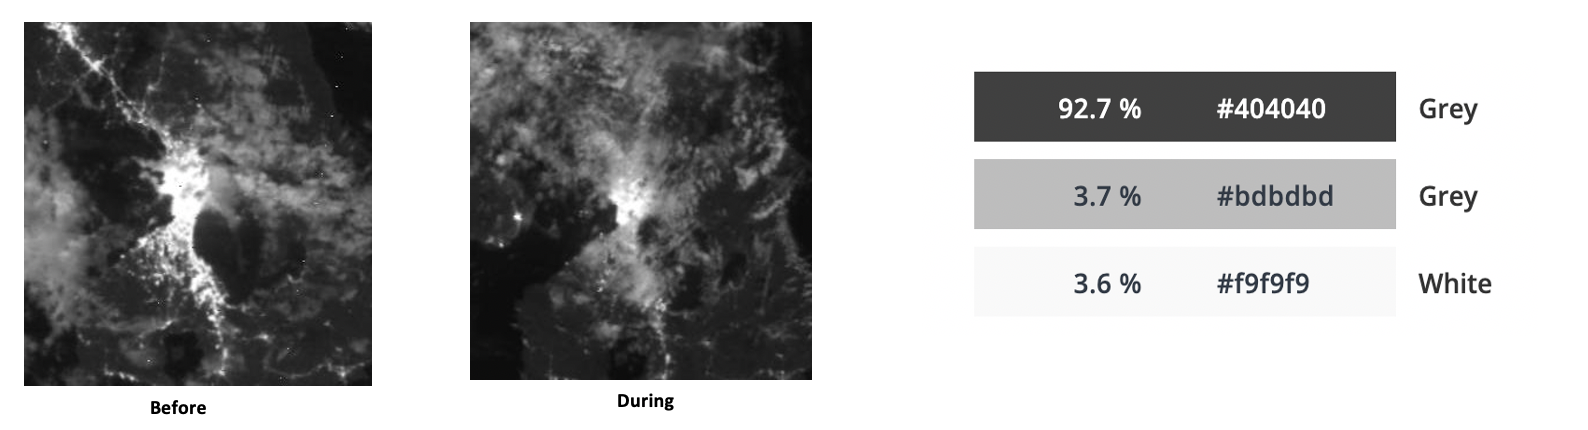 Before
During
92.7 % #404040 Grey
3.7 % #bdbdbd Grey
3.6 % #f9f9f9 White